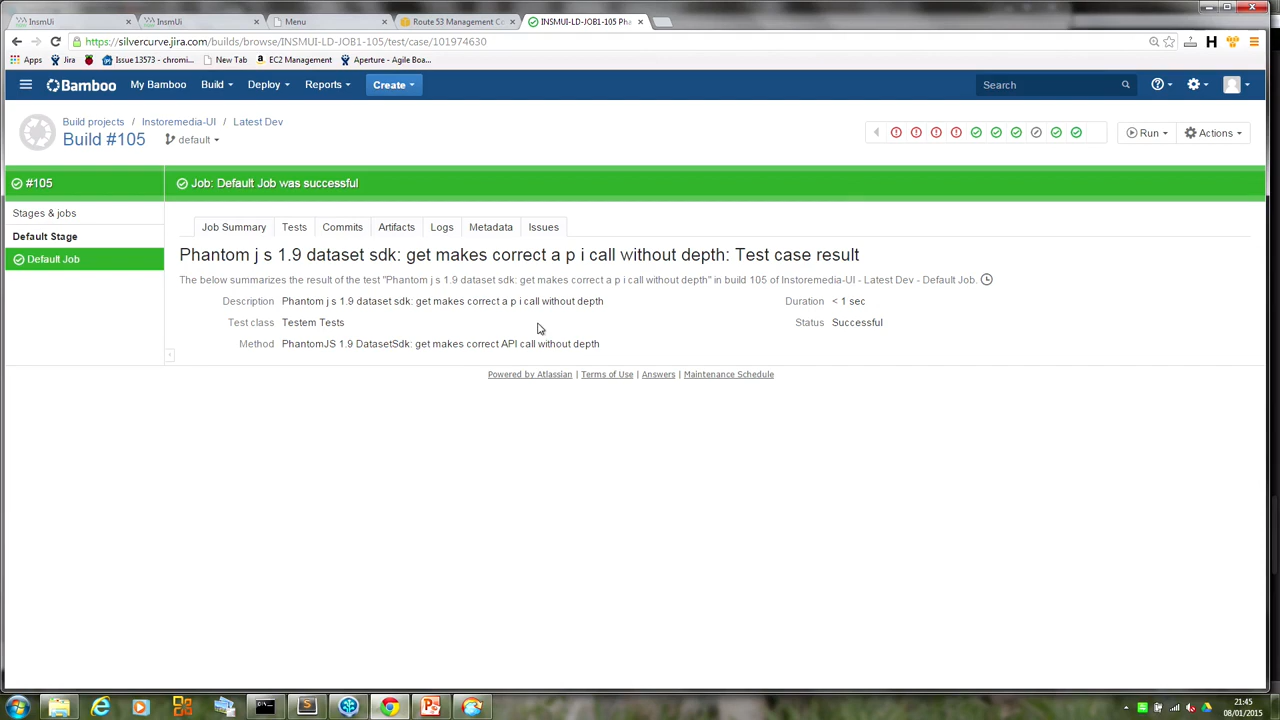 InsmUi
InsmUi
Menu
Route 53 Management Co
INSMUI-LD-JOB1-105 Pha
https://silvercurve.jira.com/builds/browse/INSMUI-LD-JOB1-105/test/case/101974630
Apps
Jira
Issue 13573 - chromi...
New Tab
EC2 Management
Aperture - Agile Boa...
Bamboo
My Bamboo
Build
Deploy
Reports
Create
Search
Build projects / Instoremedia-UI / Latest Dev
Build #105
default
Run
Actions
#105
Job: Default Job was successful
Stages & jobs
Default Stage
Default Job
Job Summary
Tests
Commits
Artifacts
Logs
Metadata
Issues
Phantom j s 1.9 dataset sdk: get makes correct a p i call without depth: Test case result
The below summarizes the result of the test "Phantom j s 1.9 dataset sdk: get makes correct a p i call without depth" in build 105 of Instoremedia-UI - Latest Dev - Default Job.
Description Phantom j s 1.9 dataset sdk: get makes correct a p i call without depth
Duration < 1 sec
Test class Testem Tests
Status Successful
Method PhantomJS 1.9 DatasetSdk: get makes correct API call without depth
Powered by Atlassian | Terms of Use | Answers | Maintenance Schedule
21:45
08/01/2015